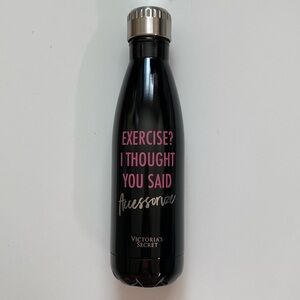 EXERCISE?
I THOUGHT
YOU SAID
Accessorize
VICTORIA'S
SECRET